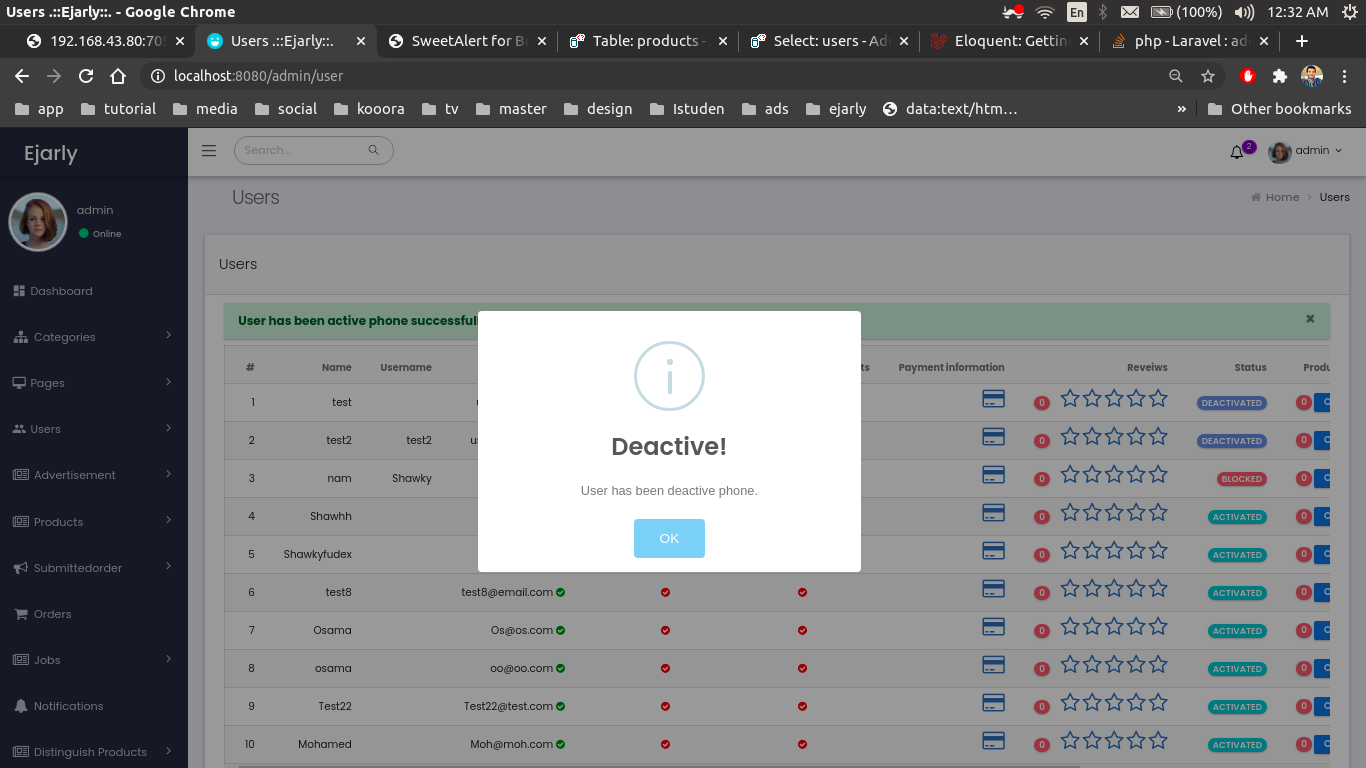 Users .::Ejarly::. - Google Chrome
En
(100%)
12:32 AM
192.168.43.80:705
Users .::Ejarly::.
SweetAlert for Bo
Table: products -
Select: users - Ad
Eloquent: Getting
php - Laravel : ad
localhost:8080/admin/user
app
tutorial
media
social
kooora
tv
master
design
Istuden
ads
ejarly
data:text/htm…
»
Other bookmarks
Ejarly
Search...
2
admin
admin
Online
Users
Home > Users
Dashboard
Categories
Pages
Users
Advertisement
Products
Submittedorder
Orders
Jobs
Notifications
Distinguish Products
Users
User has been active phone successfull
# Name Username ts Payment information Reveiws Status Produ
1 test 0 DEACTIVATED 0
2 test2 test2 us 0 DEACTIVATED 0
3 nam Shawky 0 BLOCKED 0
4 Shawhh 0 ACTIVATED 0
5 Shawkyfudex 0 ACTIVATED 0
6 test8 test8@email.com 0 ACTIVATED 0
7 Osama Os@os.com 0 ACTIVATED 0
8 osama oo@oo.com 0 ACTIVATED 0
9 Test22 Test22@test.com 0 ACTIVATED 0
10 Mohamed Moh@moh.com 0 ACTIVATED 0
Deactive!
User has been deactive phone.
OK